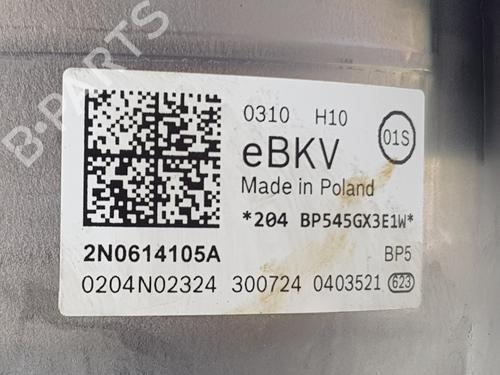 B-PARTS
0310 H10
01S
eBKV
Made in Poland
*204 BP545GX3E1W*
2N0614105A BP5
0204N02324 300724 0403521 623